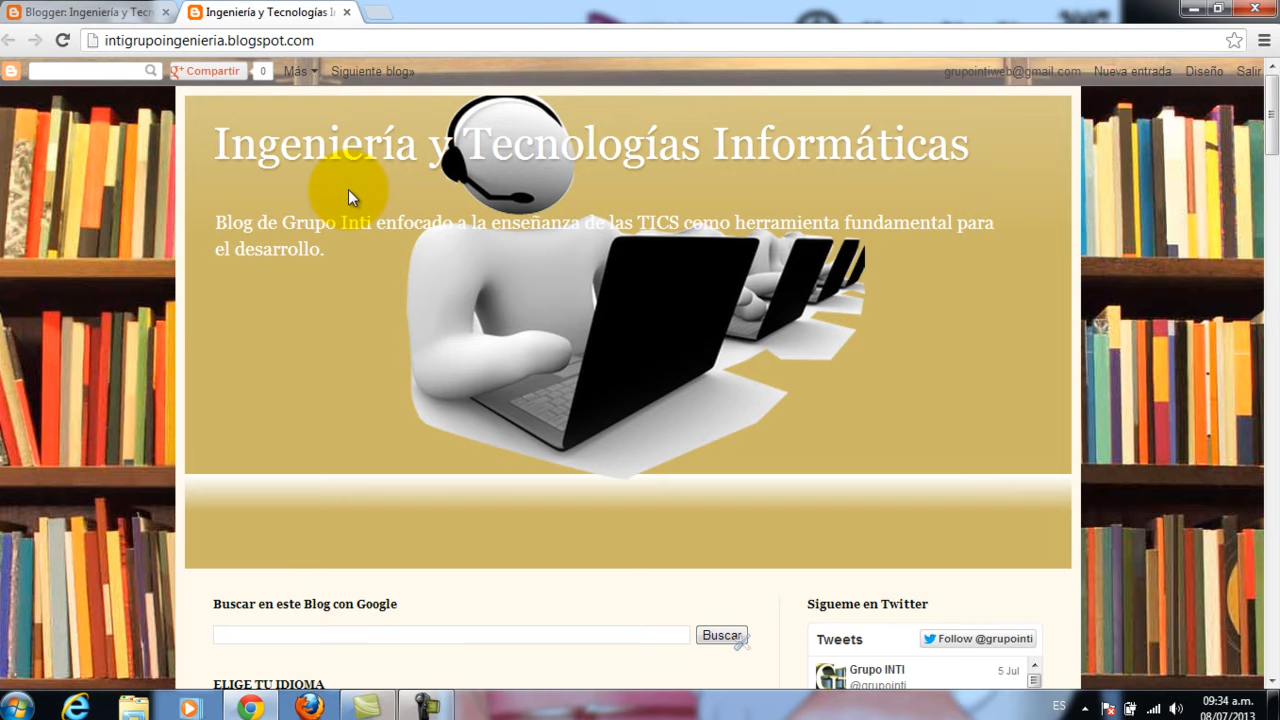 Blogger: Ingeniería y Tecn
Ingeniería y Tecnologías I
intigrupoingenieria.blogspot.com
g+ Compartir 0 Más Siguiente blog» grupointiweb@gmail.com Nueva entrada Diseño Salir
Ingeniería y Tecnologías Informáticas
Blog de Grupo Inti enfocado a la enseñanza de las TICS como herramienta fundamental para
el desarrollo.
Buscar en este Blog con Google
Buscar
ELIGE TU IDIOMA
Sigueme en Twitter
Tweets Follow @grupointi
Grupo INTI 5 Jul
@grupointi
ES 09:34 a.m.
08/07/2013